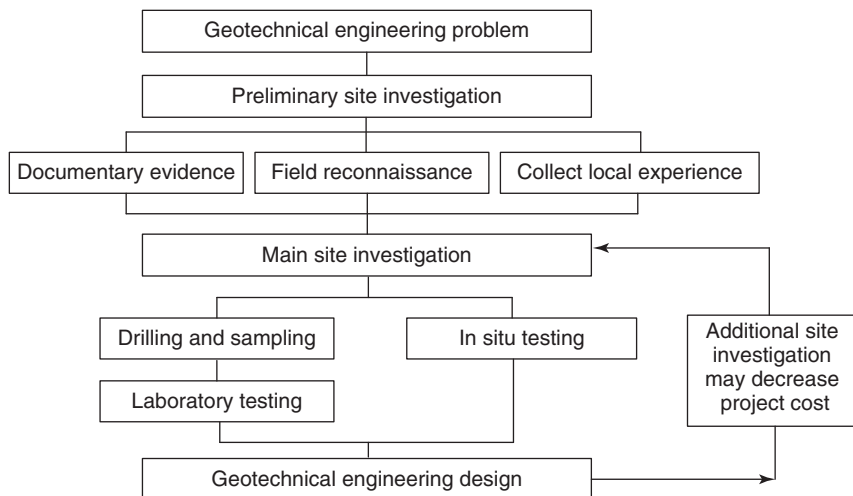 Geotechnical engineering problem
Preliminary site investigation
Documentary evidence
Field reconnaissance
Collect local experience
Main site investigation
Drilling and sampling
In situ testing
Laboratory testing
Additional site
investigation
may decrease
project cost
Geotechnical engineering design